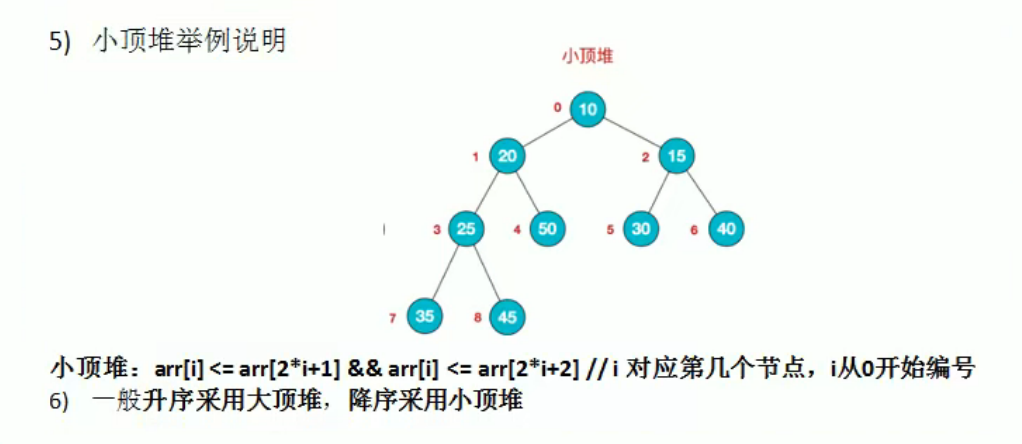 5) 小顶堆举例说明
小顶堆
0 10
1 20 2 15
3 25 4 50 5 30 6 40
7 35 8 45
小顶堆：arr[i] <= arr[2*i+1] && arr[i] <= arr[2*i+2] // i 对应第几个节点，i从0开始编号
6) 一般升序采用大顶堆，降序采用小顶堆